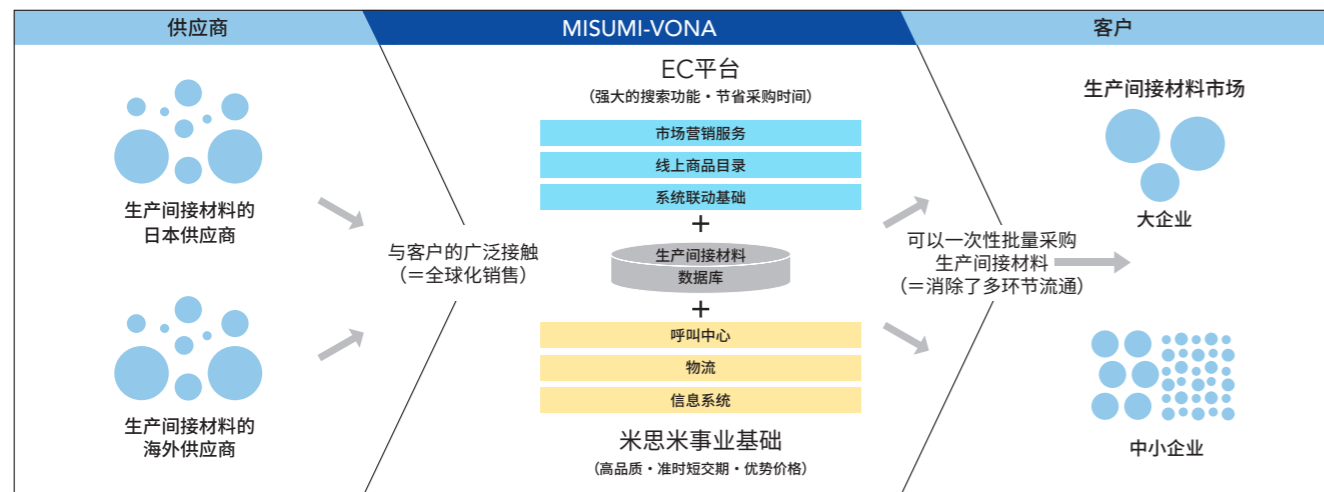 供应商
MISUMI-VONA
客户
生产间接材料的
日本供应商
生产间接材料的
海外供应商
与客户的广泛接触
（＝全球化销售）
EC平台
（强大的搜索功能・节省采购时间）
市场营销服务
线上商品目录
系统联动基础
+
生产间接材料
数据库
+
呼叫中心
物流
信息系统
米思米事业基础
（高品质・准时短交期・优势价格）
可以一次性批量采购
生产间接材料
（＝消除了多环节流通）
生产间接材料市场
大企业
中小企业